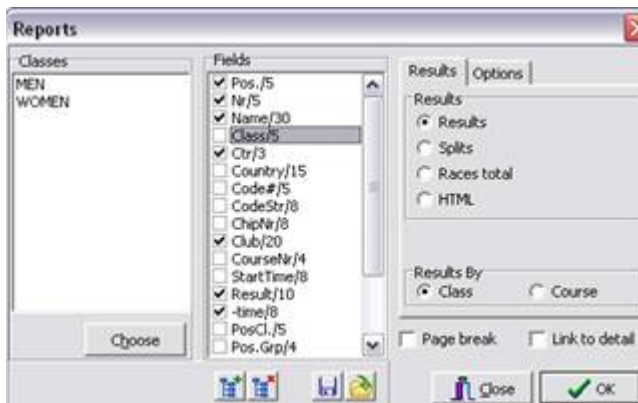 Reports
Classes
MEN
WOMEN
Choose
Fields
Pos./5
Nr/5
Name/30
Class/5
Ctr/3
Country/15
Code#/5
CodeStr/8
ChipNr/8
Club/20
CourseNr/4
StartTime/8
Result/10
-time/8
PosCl./5
Pos.Grp/4
Results Options
Results
Results
Splits
Races total
HTML
Results By
Class Course
Page break Link to detail
Close OK